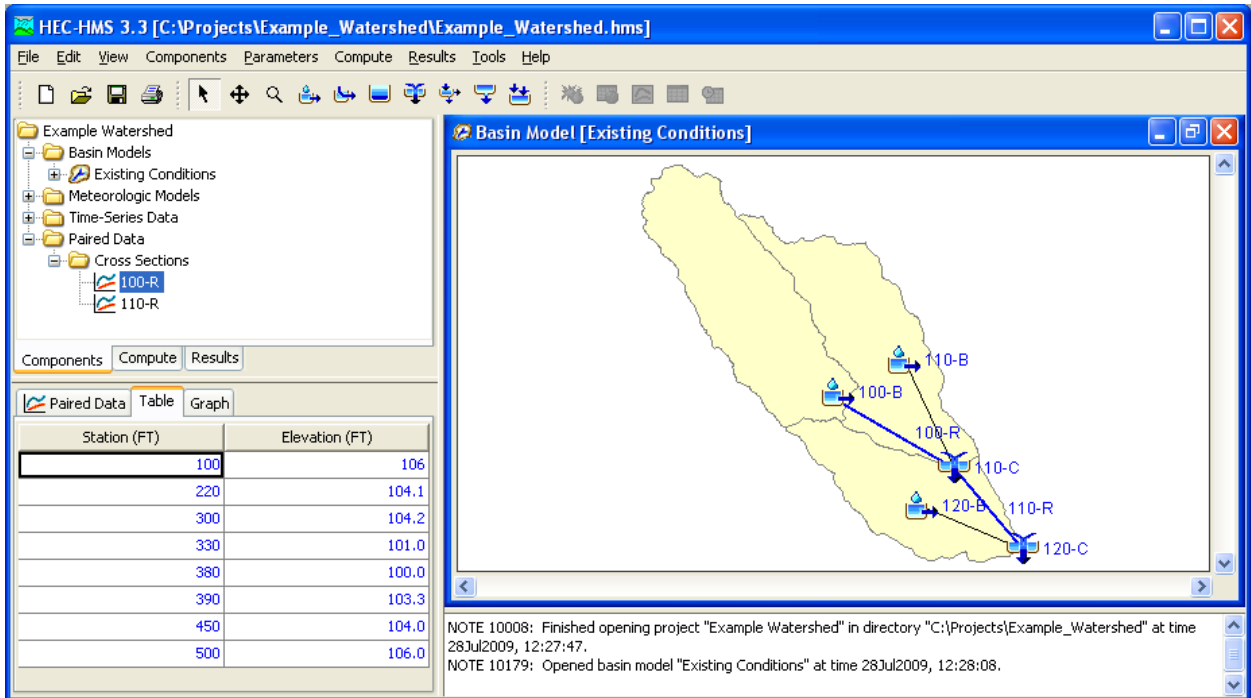 HEC-HMS 3.3 [C:\Projects\Example_Watershed\Example_Watershed.hms]
File Edit View Components Parameters Compute Results Tools Help
Example Watershed
Basin Models
Existing Conditions
Meteorologic Models
Time-Series Data
Paired Data
Cross Sections
100-R
110-R
Components Compute Results
Paired Data Table Graph
Station (FT) Elevation (FT)
100 106
220 104.1
300 104.2
330 101.0
380 100.0
390 103.3
450 104.0
500 106.0
Basin Model [Existing Conditions]
110-B
100-B
100-R
110-C
120-B
110-R
120-C
NOTE 10008: Finished opening project "Example Watershed" in directory "C:\Projects\Example_Watershed" at time
28Jul2009, 12:27:47.
NOTE 10179: Opened basin model "Existing Conditions" at time 28Jul2009, 12:28:08.